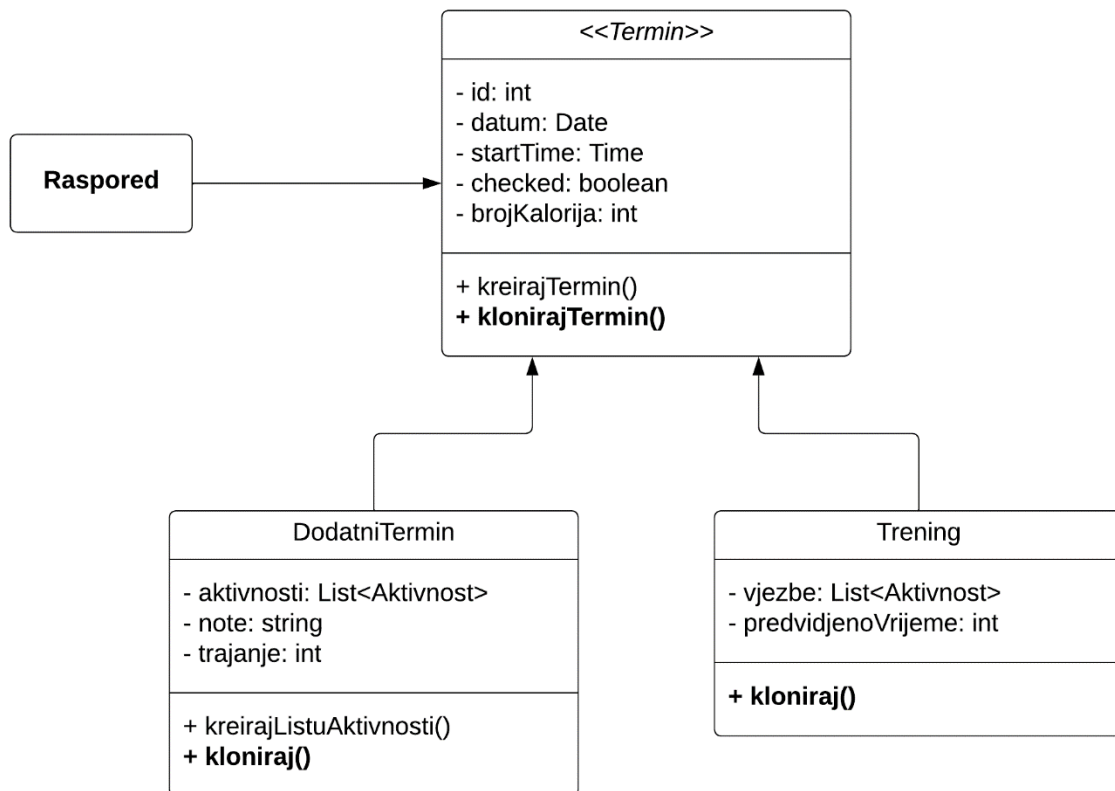 <<Termin>>
- id: int
- datum: Date
- startTime: Time
- checked: boolean
- brojKalorija: int
+ kreirajTermin()
+ klonirajTermin()
Raspored
DodatniTermin
- aktivnosti: List<Aktivnost>
- note: string
- trajanje: int
+ kreirajListuAktivnosti()
+ kloniraj()
Trening
- vjezbe: List<Aktivnost>
- predvidjenoVrijeme: int
+ kloniraj()